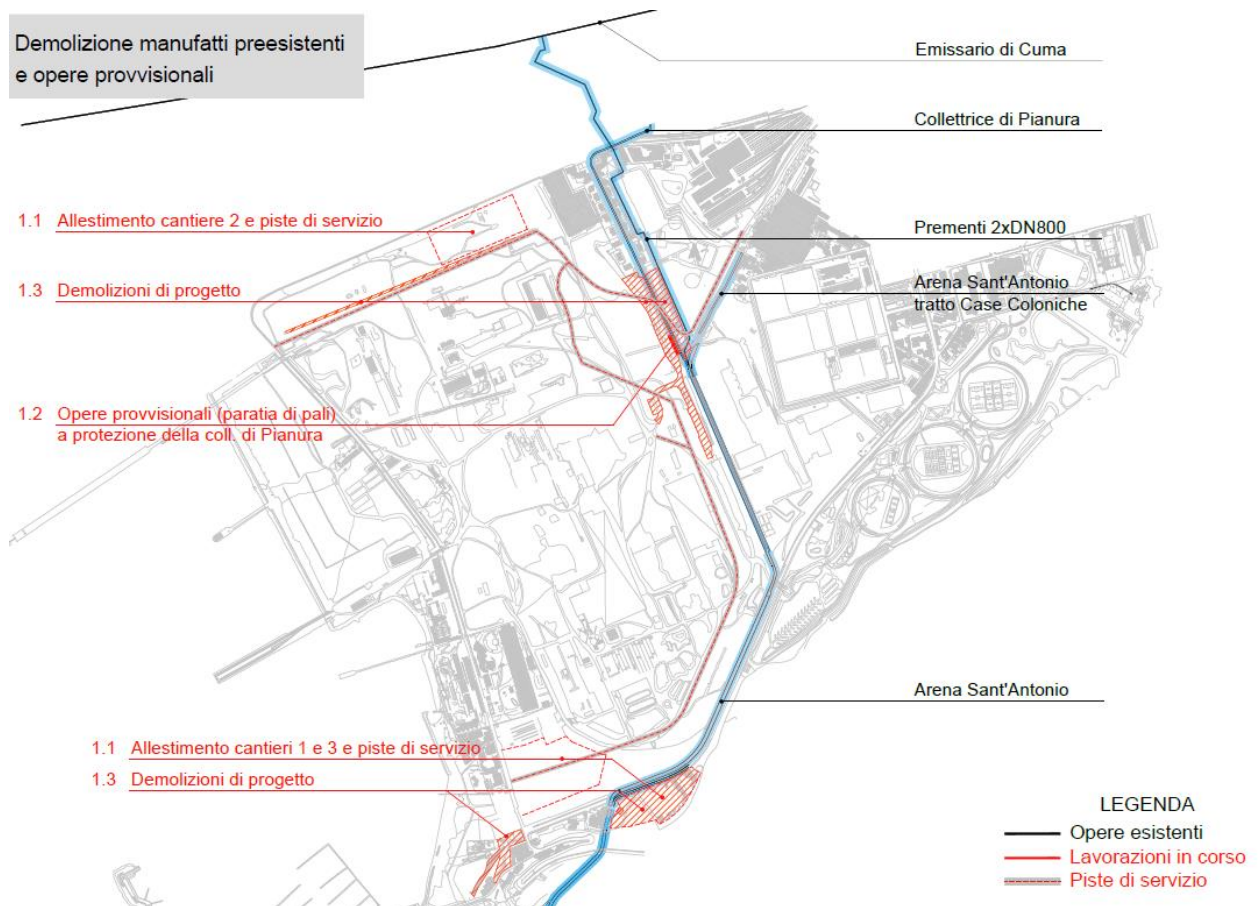 Demolizione manufatti preesistenti
e opere provvisionali
Emissario di Cuma
Collettrice di Pianura
1.1 Allestimento cantiere 2 e piste di servizio
Prementi 2xDN800
1.3 Demolizioni di progetto
Arena Sant'Antonio
tratto Case Coloniche
1.2 Opere provvisionali (paratia di pali)
a protezione della coll. di Pianura
Arena Sant'Antonio
1.1 Allestimento cantieri 1 e 3 e piste di servizio
1.3 Demolizioni di progetto
LEGENDA
Opere esistenti
Lavorazioni in corso
Piste di servizio